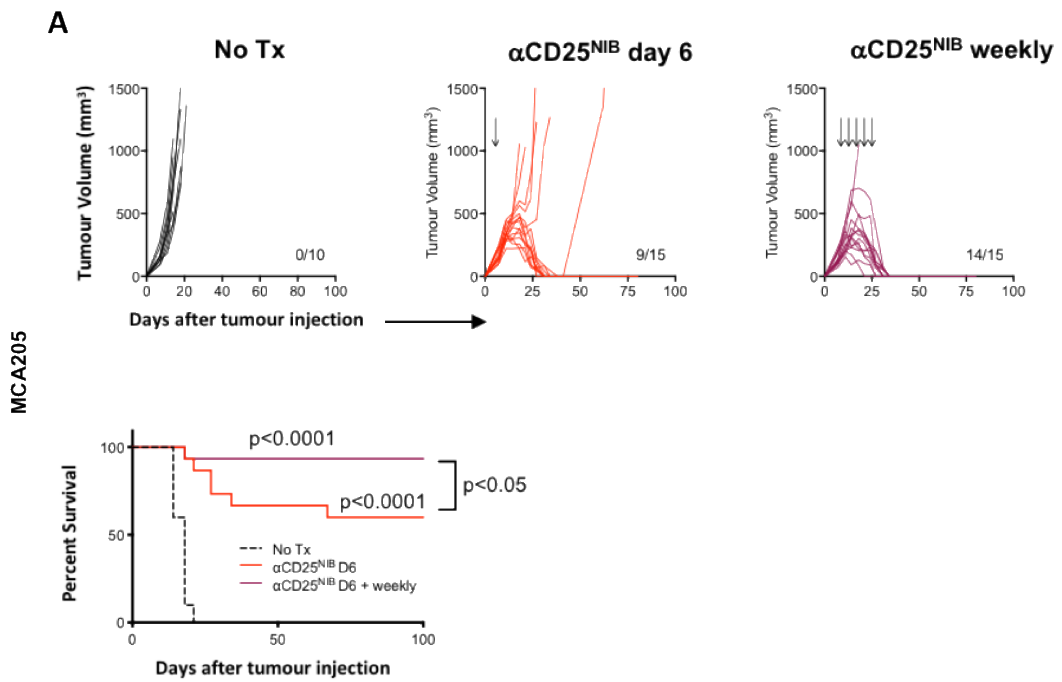 A
No Tx
αCD25NIB day 6
αCD25NIB weekly
Tumour Volume (mm3)
1500
1000
500
0
0 20 40 60 80 100
0/10
Tumour Volume (mm3)
1500
1000
500
0
0 25 50 75 100
9/15
Tumour Volume (mm3)
1500
1000
500
0
0 25 50 75 100
14/15
Days after tumour injection
MCA205
Percent Survival
100
50
0
0 50 100
p<0.0001
p<0.0001
p<0.05
No Tx
αCD25NIB D6
αCD25NIB D6 + weekly
Days after tumour injection